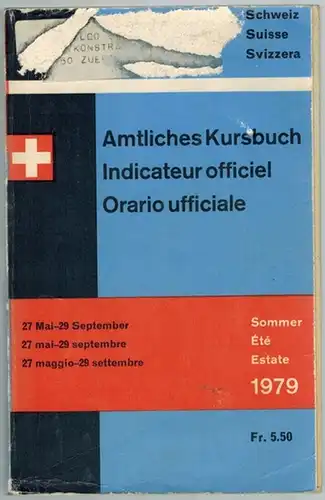 Schweiz
Suisse
Svizzera
Amtliches Kursbuch
Indicateur officiel
Orario ufficiale
27 Mai–29 September
27 mai–29 septembre
27 maggio–29 settembre
Sommer
Été
Estate
1979
Fr. 5.50